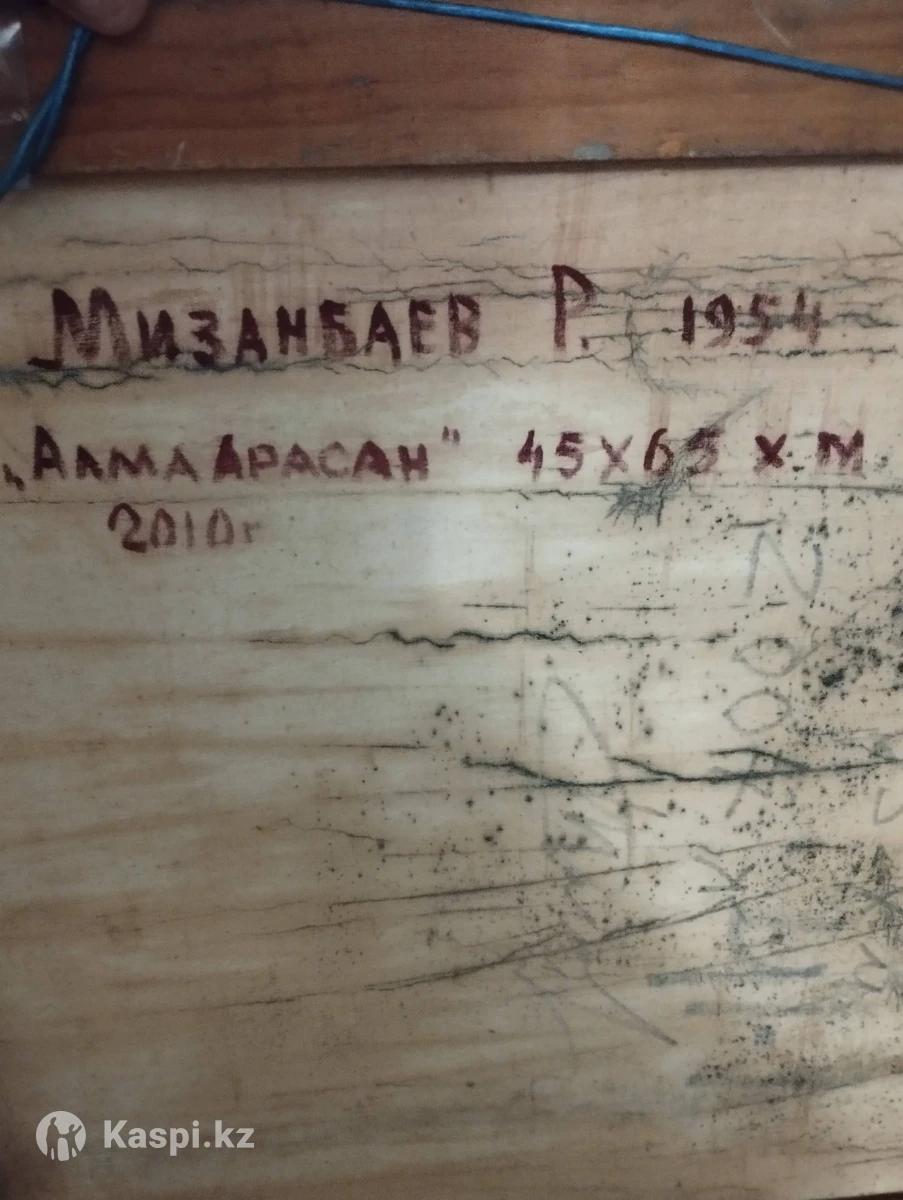 Мизанбаев Р. 1954
„Алма Арасан" 45х65 х.м
2010г
Kaspi.kz